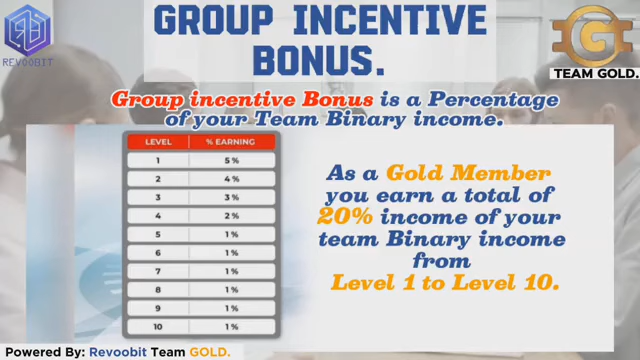 GROUP INCENTIVE
BONUS.
REVOOBIT
TEAM GOLD.
Group incentive Bonus is a Percentage
of your Team Binary income.
LEVEL % EARNING
1 5 %
2 4 %
3 3 %
4 2 %
5 1 %
6 1 %
7 1 %
8 1 %
9 1 %
10 1 %
As a Gold Member
you earn a total of
20% income of your
team Binary income
from
Level 1 to Level 10.
Powered By: Revoobit Team GOLD.